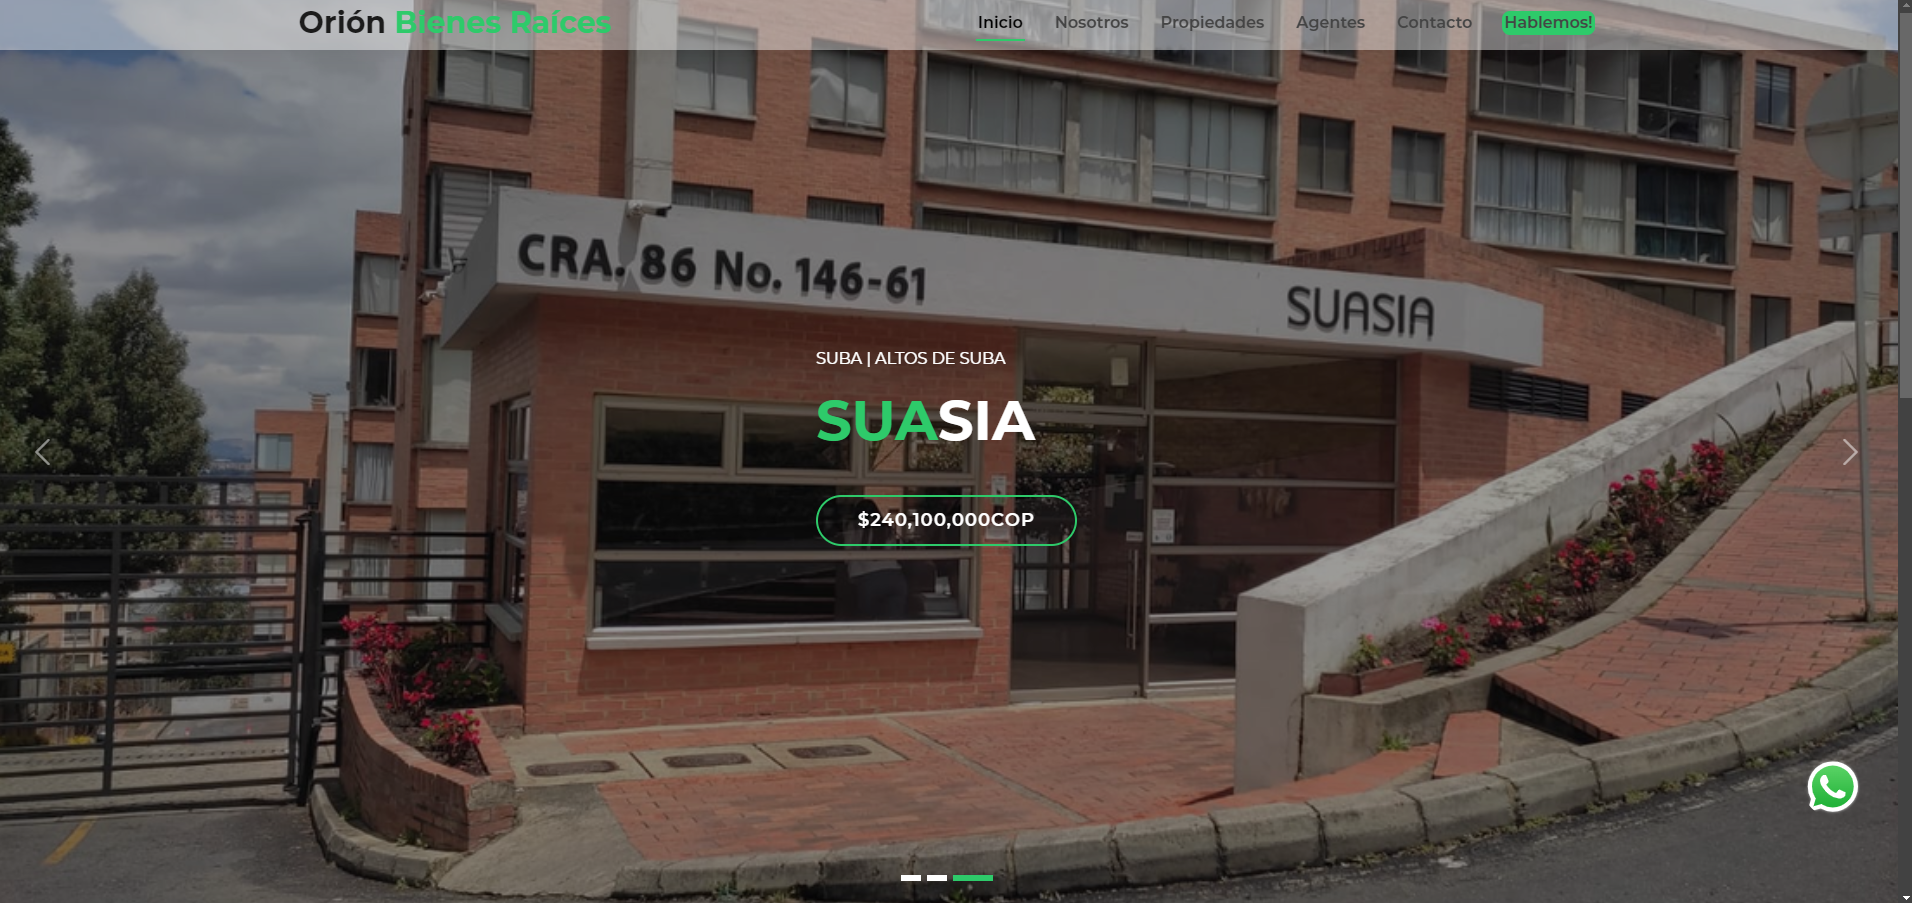 Orión Bienes Raíces
Inicio Nosotros Propiedades Agentes Contacto Hablemos!
CRA. 86 No. 146-61
SUASIA
SUBA | ALTOS DE SUBA
SUASIA
$240,100,000COP